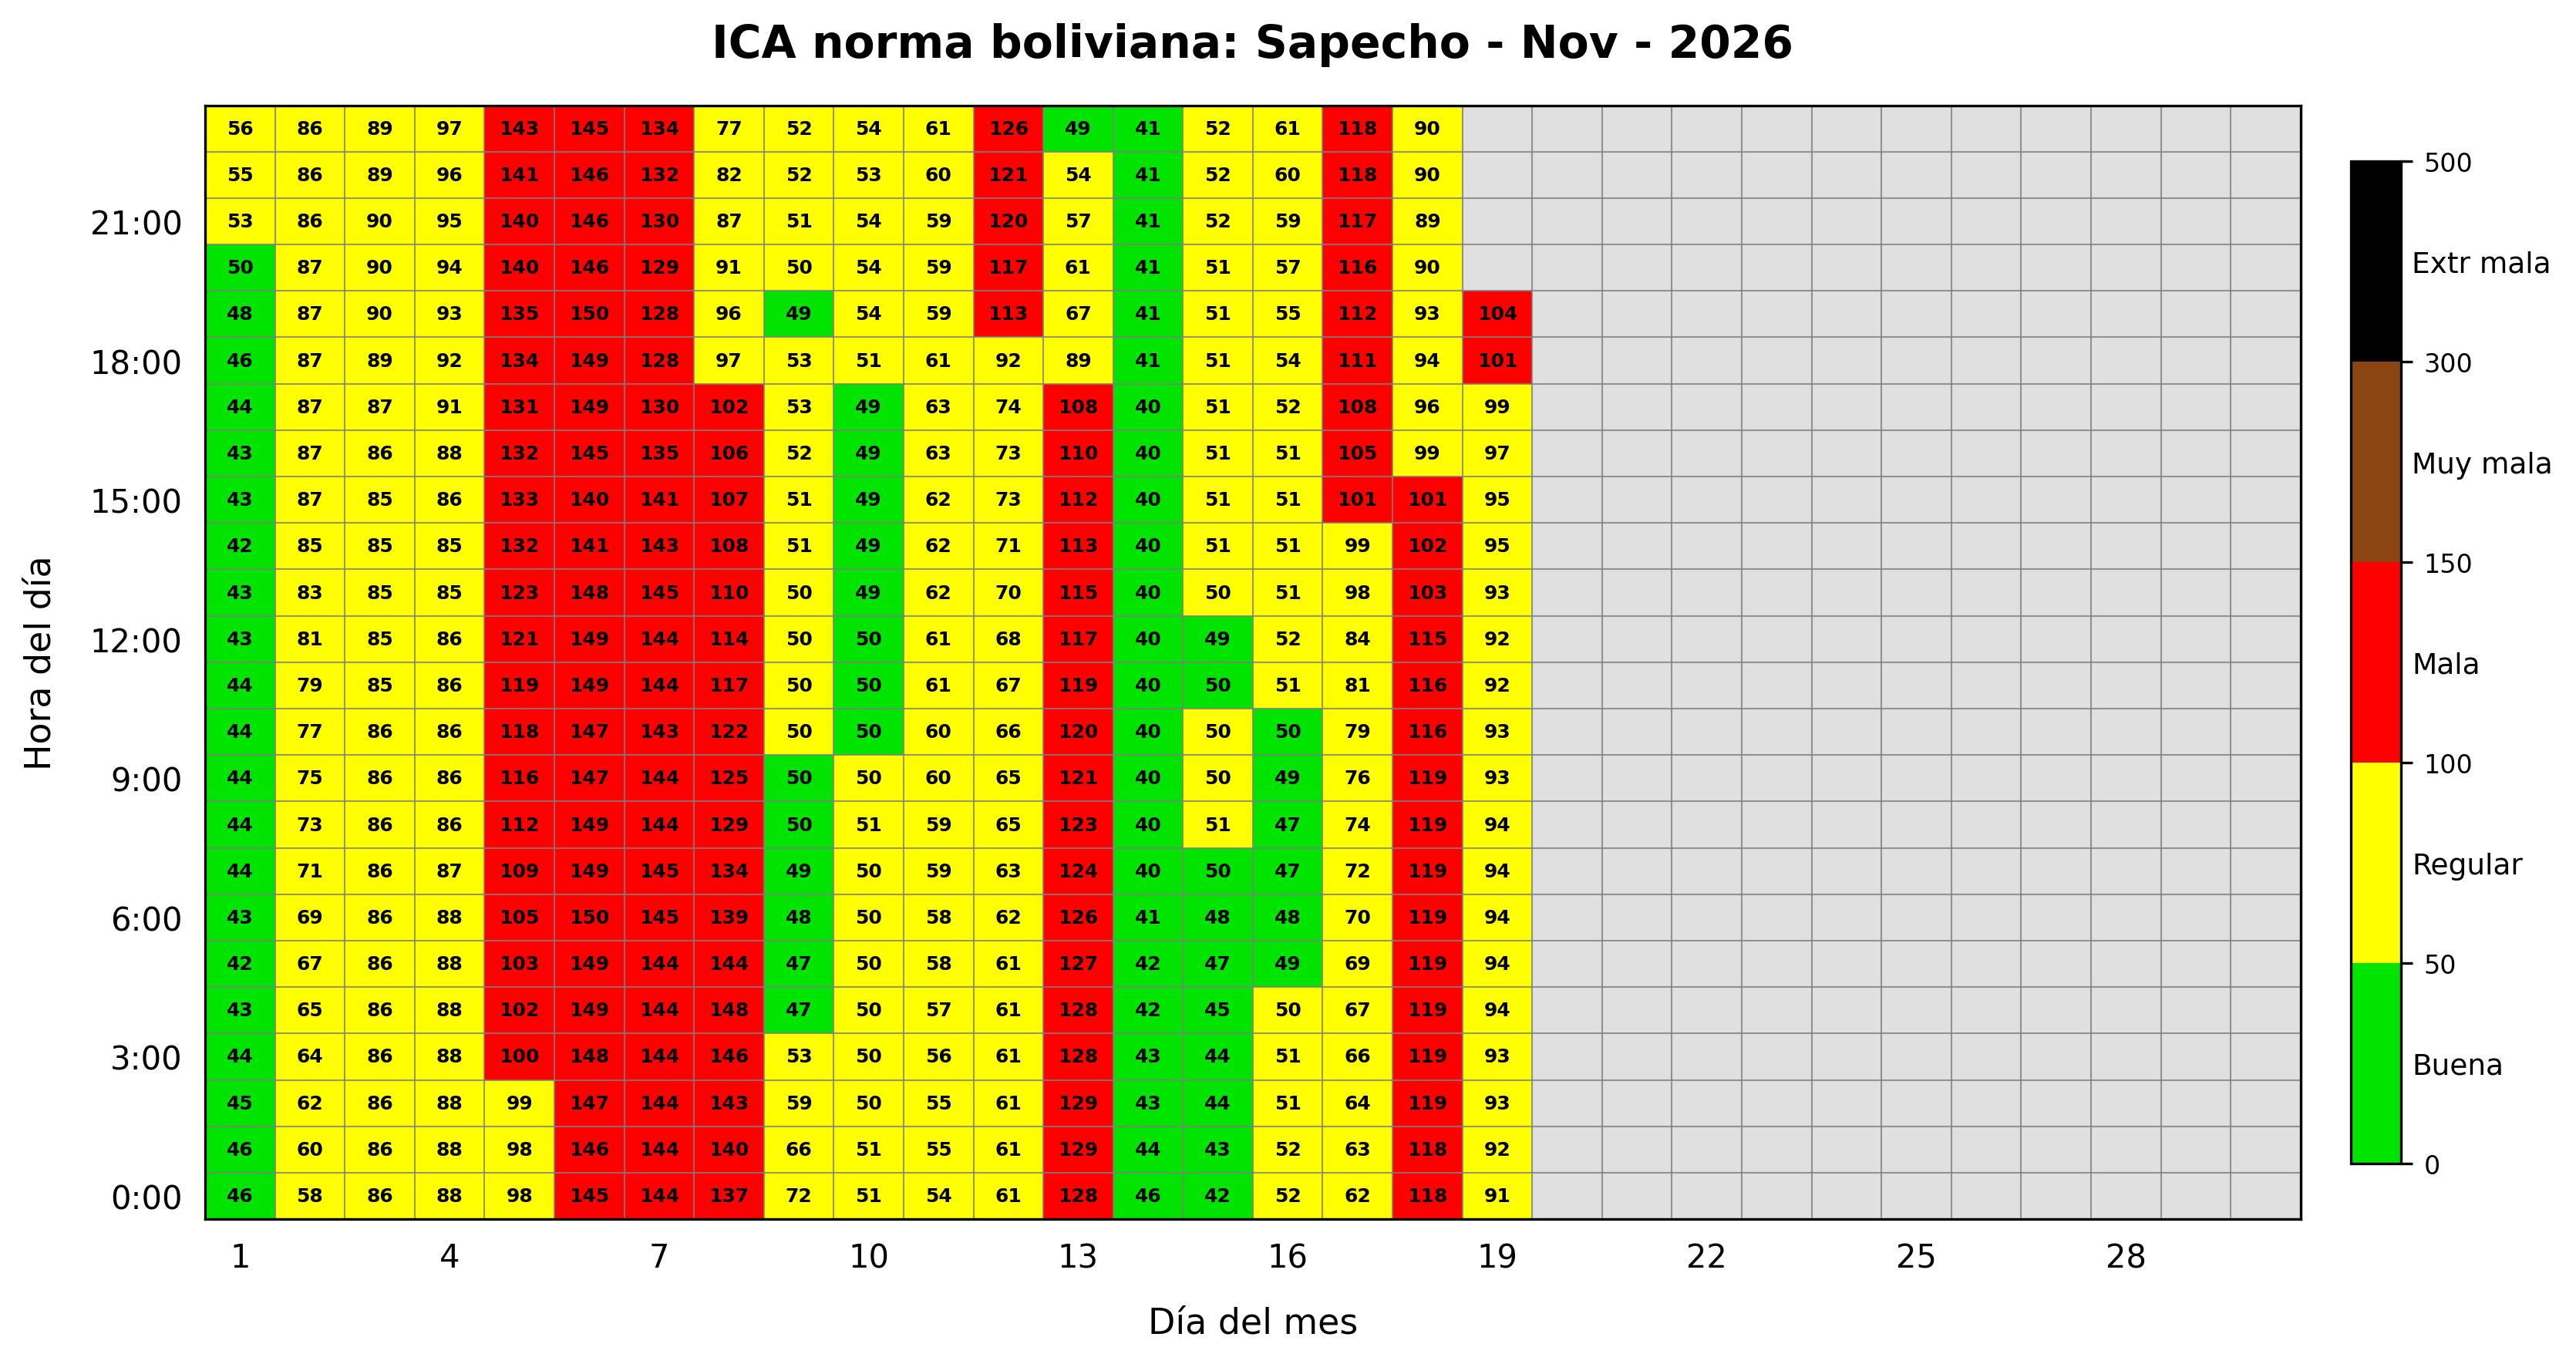 ICA norma boliviana: Sapecho - Nov - 2026
56 86 89 97 143 145 134 77 52 54 61 126 49 41 52 61 118 90
55 86 89 96 141 146 132 82 52 53 60 121 54 41 52 60 118 90
21:00 53 86 90 95 140 146 130 87 51 54 59 120 57 41 52 59 117 89
50 87 90 94 140 146 129 91 50 54 59 117 61 41 51 57 116 90
48 87 90 93 135 150 128 96 49 54 59 113 67 41 51 55 112 93 104
18:00 46 87 89 92 134 149 128 97 53 51 61 92 89 41 51 54 111 94 101
44 87 87 91 131 149 130 102 53 49 63 74 108 40 51 52 108 96 99
43 87 86 88 132 145 135 106 52 49 63 73 110 40 51 51 105 99 97
15:00 43 87 85 86 133 140 141 107 51 49 62 73 112 40 51 51 101 101 95
42 85 85 85 132 141 143 108 51 49 62 71 113 40 51 51 99 102 95
43 83 85 85 123 148 145 110 50 49 62 70 115 40 50 51 98 103 93
12:00 43 81 85 86 121 149 144 114 50 50 61 68 117 40 49 52 84 115 92
44 79 85 86 119 149 144 117 50 50 61 67 119 40 50 51 81 116 92
44 77 86 86 118 147 143 122 50 50 60 66 120 40 50 50 79 116 93
9:00 44 75 86 86 116 147 144 125 50 50 60 65 121 40 50 49 76 119 93
44 73 86 86 112 149 144 129 50 51 59 65 123 40 51 47 74 119 94
44 71 86 87 109 149 145 134 49 50 59 63 124 40 50 47 72 119 94
6:00 43 69 86 88 105 150 145 139 48 50 58 62 126 41 48 48 70 119 94
42 67 86 88 103 149 144 144 47 50 58 61 127 42 47 49 69 119 94
43 65 86 88 102 149 144 148 47 50 57 61 128 42 45 50 67 119 94
3:00 44 64 86 88 100 148 144 146 53 50 56 61 128 43 44 51 66 119 93
45 62 86 88 99 147 144 143 59 50 55 61 129 43 44 51 64 119 93
46 60 86 88 98 146 144 140 66 51 55 61 129 44 43 52 63 118 92
0:00 46 58 86 88 98 145 144 137 72 51 54 61 128 46 42 52 62 118 91
1 4 7 10 13 16 19 22 25 28
Día del mes
Hora del día
500
Extr mala
300
Muy mala
150
Mala
100
Regular
50
Buena
0